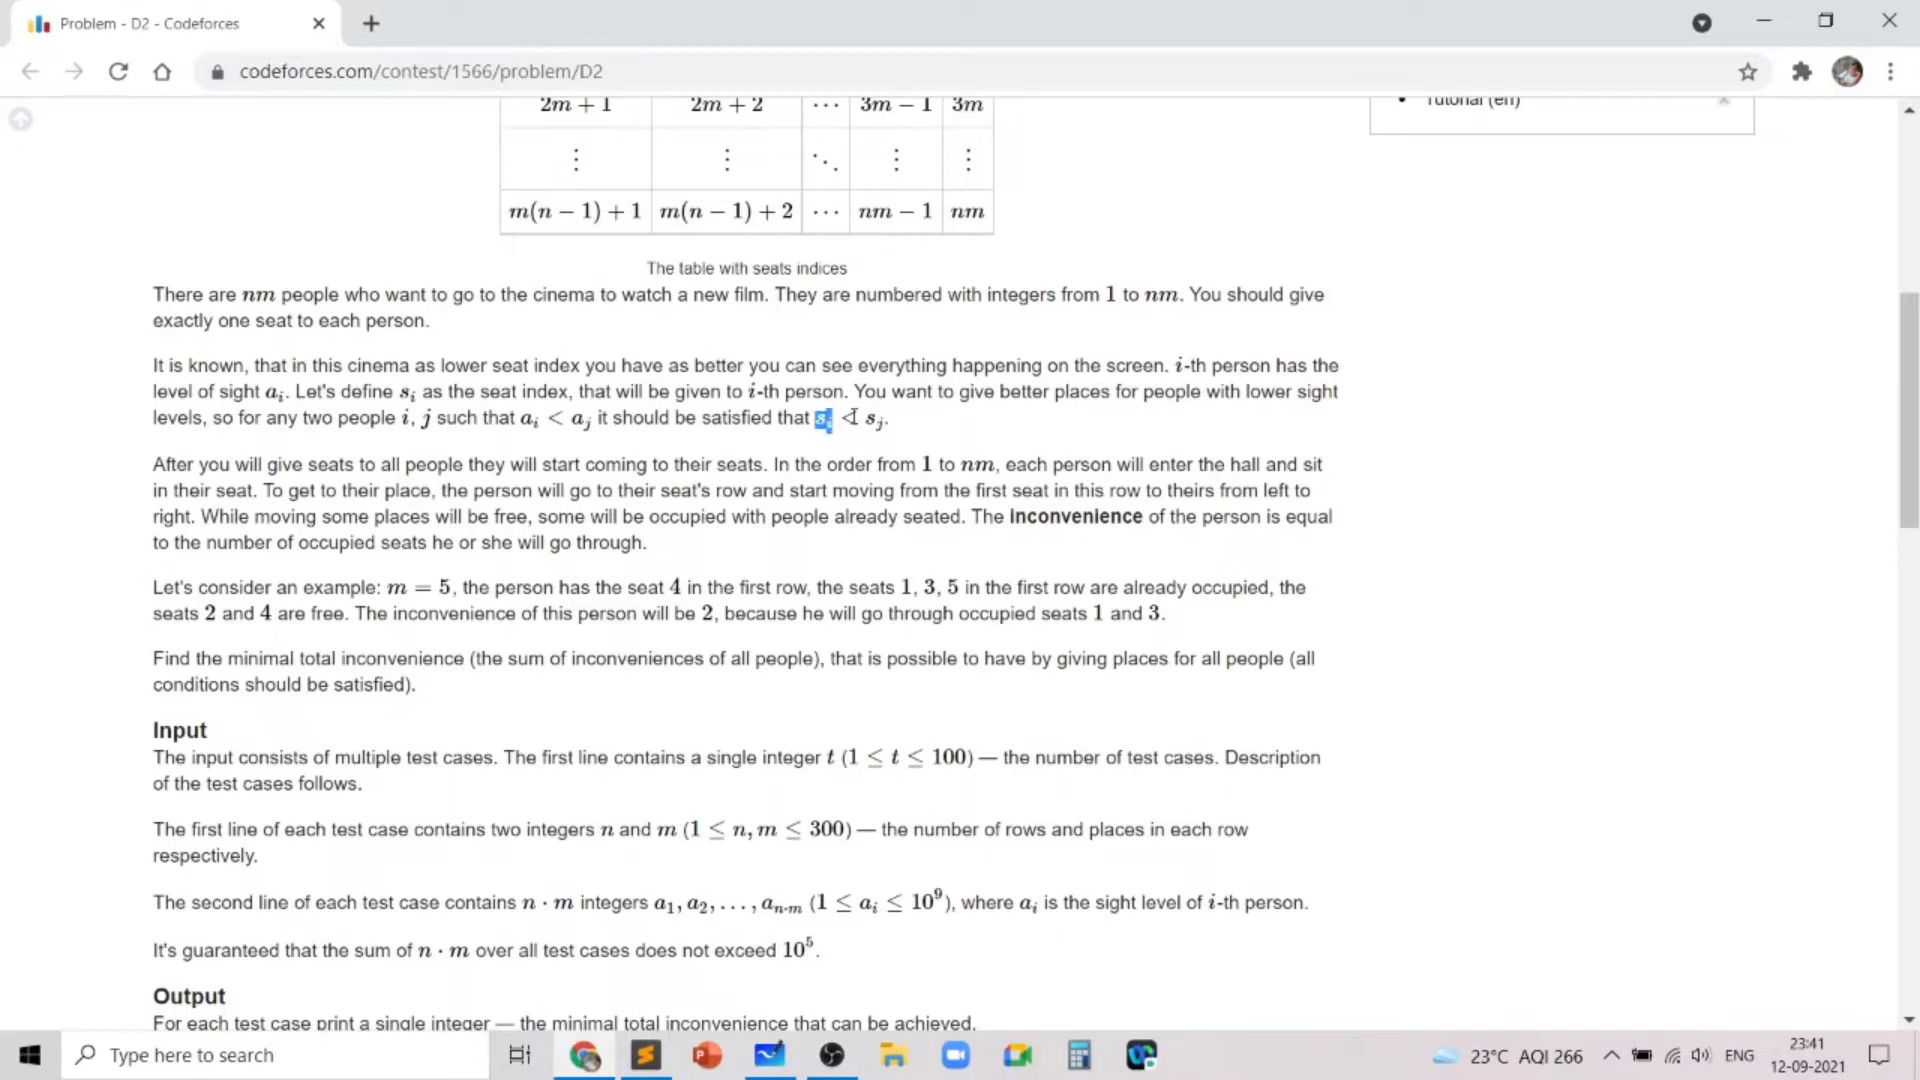 Problem - D2 - Codeforces
codeforces.com/contest/1566/problem/D2
2m + 1 2m + 2 ⋯ 3m − 1 3m
⋮ ⋮ ⋱ ⋮ ⋮
m(n − 1) + 1 m(n − 1) + 2 ⋯ nm − 1 nm
Tutorial (en)
The table with seats indices
There are nm people who want to go to the cinema to watch a new film. They are numbered with integers from 1 to nm. You should give
exactly one seat to each person.
It is known, that in this cinema as lower seat index you have as better you can see everything happening on the screen. i-th person has the
level of sight aᵢ. Let's define sᵢ as the seat index, that will be given to i-th person. You want to give better places for people with lower sight
levels, so for any two people i, j such that aᵢ < aⱼ it should be satisfied that sᵢ < sⱼ.
After you will give seats to all people they will start coming to their seats. In the order from 1 to nm, each person will enter the hall and sit
in their seat. To get to their place, the person will go to their seat's row and start moving from the first seat in this row to theirs from left to
right. While moving some places will be free, some will be occupied with people already seated. The inconvenience of the person is equal
to the number of occupied seats he or she will go through.
Let's consider an example: m = 5, the person has the seat 4 in the first row, the seats 1, 3, 5 in the first row are already occupied, the
seats 2 and 4 are free. The inconvenience of this person will be 2, because he will go through occupied seats 1 and 3.
Find the minimal total inconvenience (the sum of inconveniences of all people), that is possible to have by giving places for all people (all
conditions should be satisfied).
Input
The input consists of multiple test cases. The first line contains a single integer t (1 ≤ t ≤ 100) — the number of test cases. Description
of the test cases follows.
The first line of each test case contains two integers n and m (1 ≤ n, m ≤ 300) — the number of rows and places in each row
respectively.
The second line of each test case contains n · m integers a₁, a₂, . . . , aₙ.ₘ (1 ≤ aᵢ ≤ 10⁹), where aᵢ is the sight level of i-th person.
It's guaranteed that the sum of n · m over all test cases does not exceed 10⁵.
Output
For each test case print a single integer — the minimal total inconvenience that can be achieved.
Type here to search
23°C AQI 266
ENG
23:41
12-09-2021